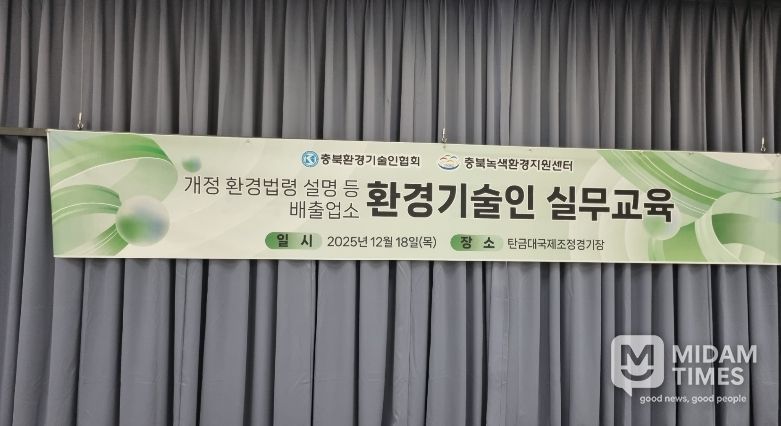 충북환경기술인협회 충북녹색환경지원센터
개정 환경법령 설명 등
배출업소 환경기술인 실무교육
일 시 2025년 12월 18일(목) 장 소 탄금대국제조정경기장
MIDAM
TIMES
good news, good people